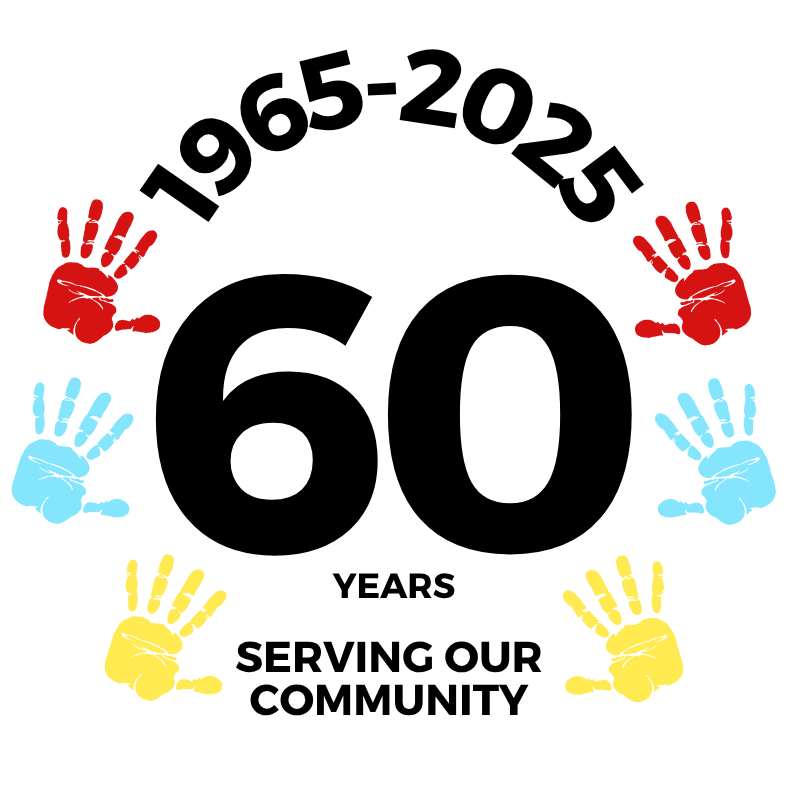 1965-2025
60
YEARS
SERVING OUR
COMMUNITY